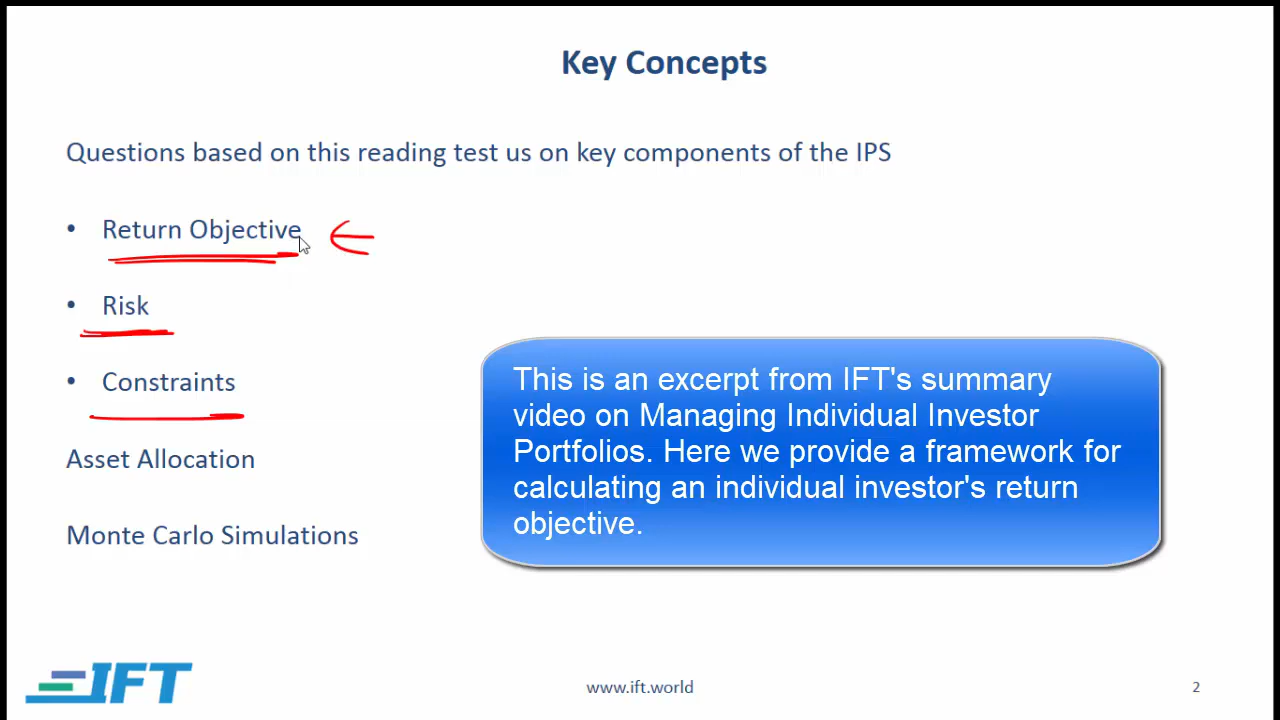 Key Concepts
Questions based on this reading test us on key components of the IPS
• Return Objective
• Risk
• Constraints
This is an excerpt from IFT's summary
video on Managing Individual Investor
Portfolios. Here we provide a framework for
calculating an individual investor's return
objective.
Asset Allocation
Monte Carlo Simulations
IFT
www.ift.world
2